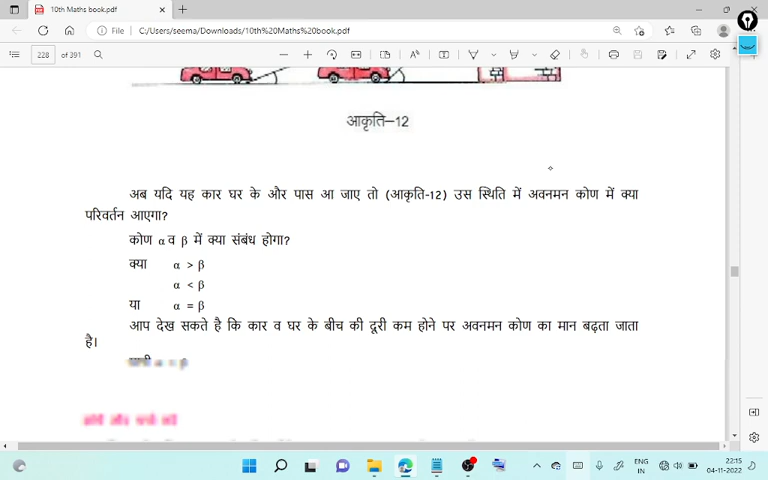 10th Maths book.pdf
File
C:/Users/seema/Downloads/10th%20Maths%20book.pdf
228 of 391
आकृति–12
अब यदि यह कार घर के और पास आ जाए तो (आकृति-12) उस स्थिति में अवनमन कोण में क्या
परिवर्तन आएगा?
कोण α व β में क्या संबंध होगा?
क्या α > β
α < β
या α = β
आप देख सकते है कि कार व घर के बीच की दूरी कम होने पर अवनमन कोण का मान बढ़ता जाता
है।
ENG
IN
22:15
04-11-2022